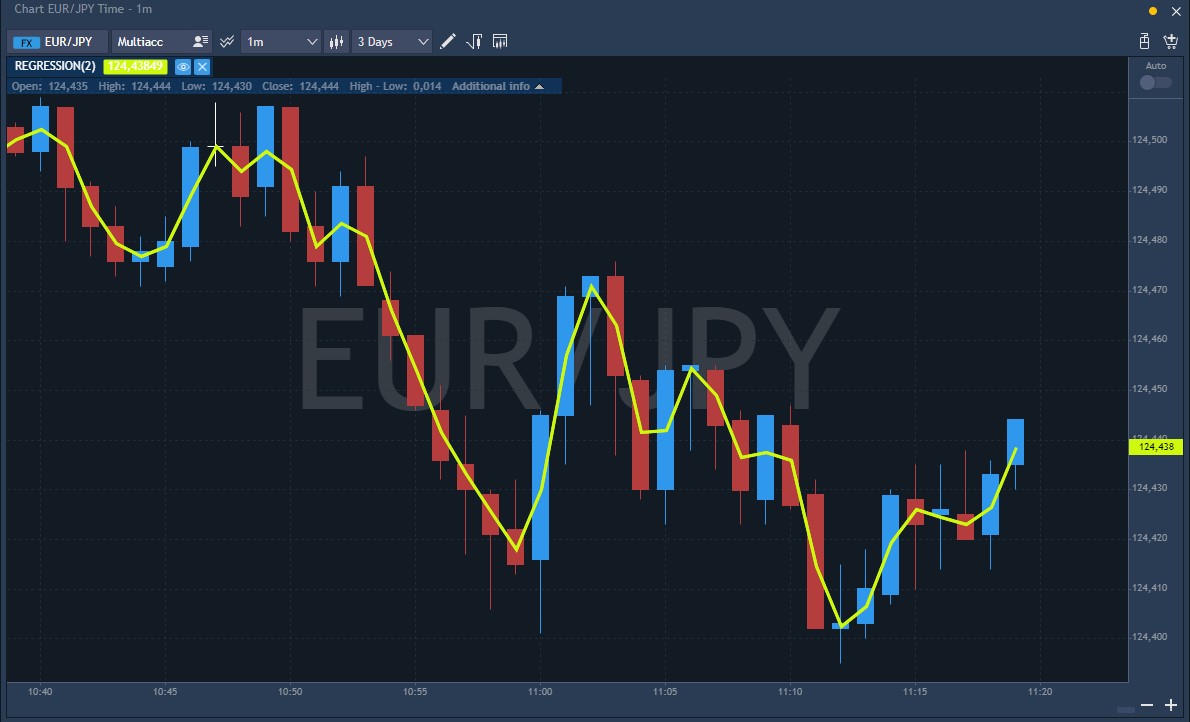 Chart EUR/JPY Time - 1m
FX EUR/JPY Multiacc 1m 3 Days
REGRESSION(2) 124,43849
Auto
Open: 124,435 High: 124,444 Low: 124,430 Close: 124,444 High - Low: 0,014 Additional info
EUR/JPY
124,500
124,490
124,480
124,470
124,460
124,450
124,440
124,438
124,430
124,420
124,410
124,400
10:40 10:45 10:50 10:55 11:00 11:05 11:10 11:15 11:20